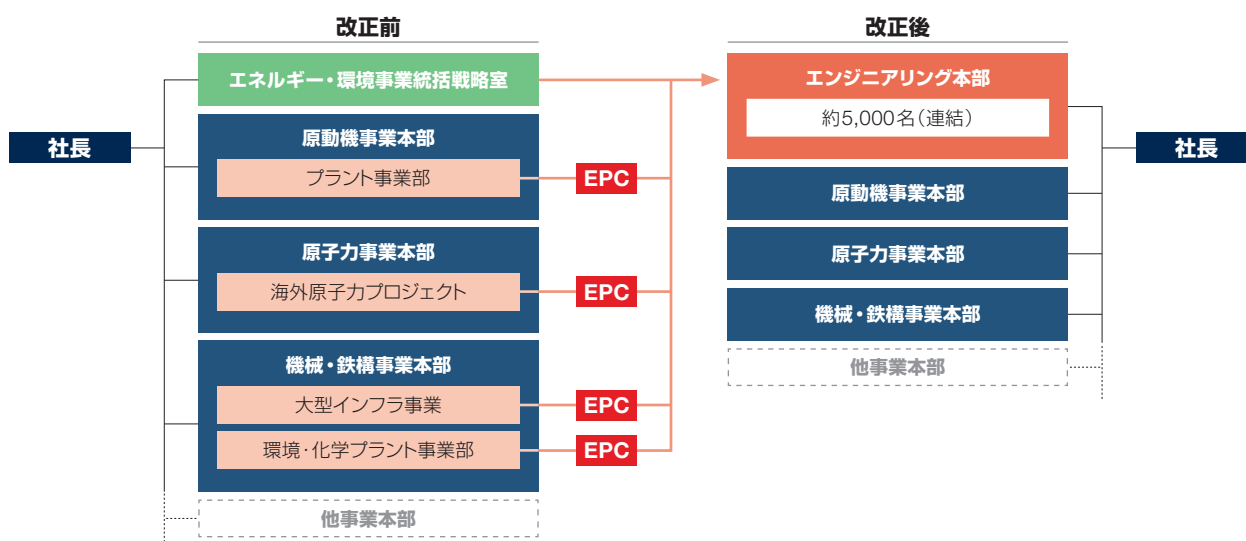 改正前
エネルギー・環境事業統括戦略室
社長
原動機事業本部
プラント事業部
EPC
原子力事業本部
海外原子力プロジェクト
EPC
機械・鉄構事業本部
大型インフラ事業
EPC
環境・化学プラント事業部
EPC
他事業本部
改正後
エンジニアリング本部
約5,000名（連結）
社長
原動機事業本部
原子力事業本部
機械・鉄構事業本部
他事業本部